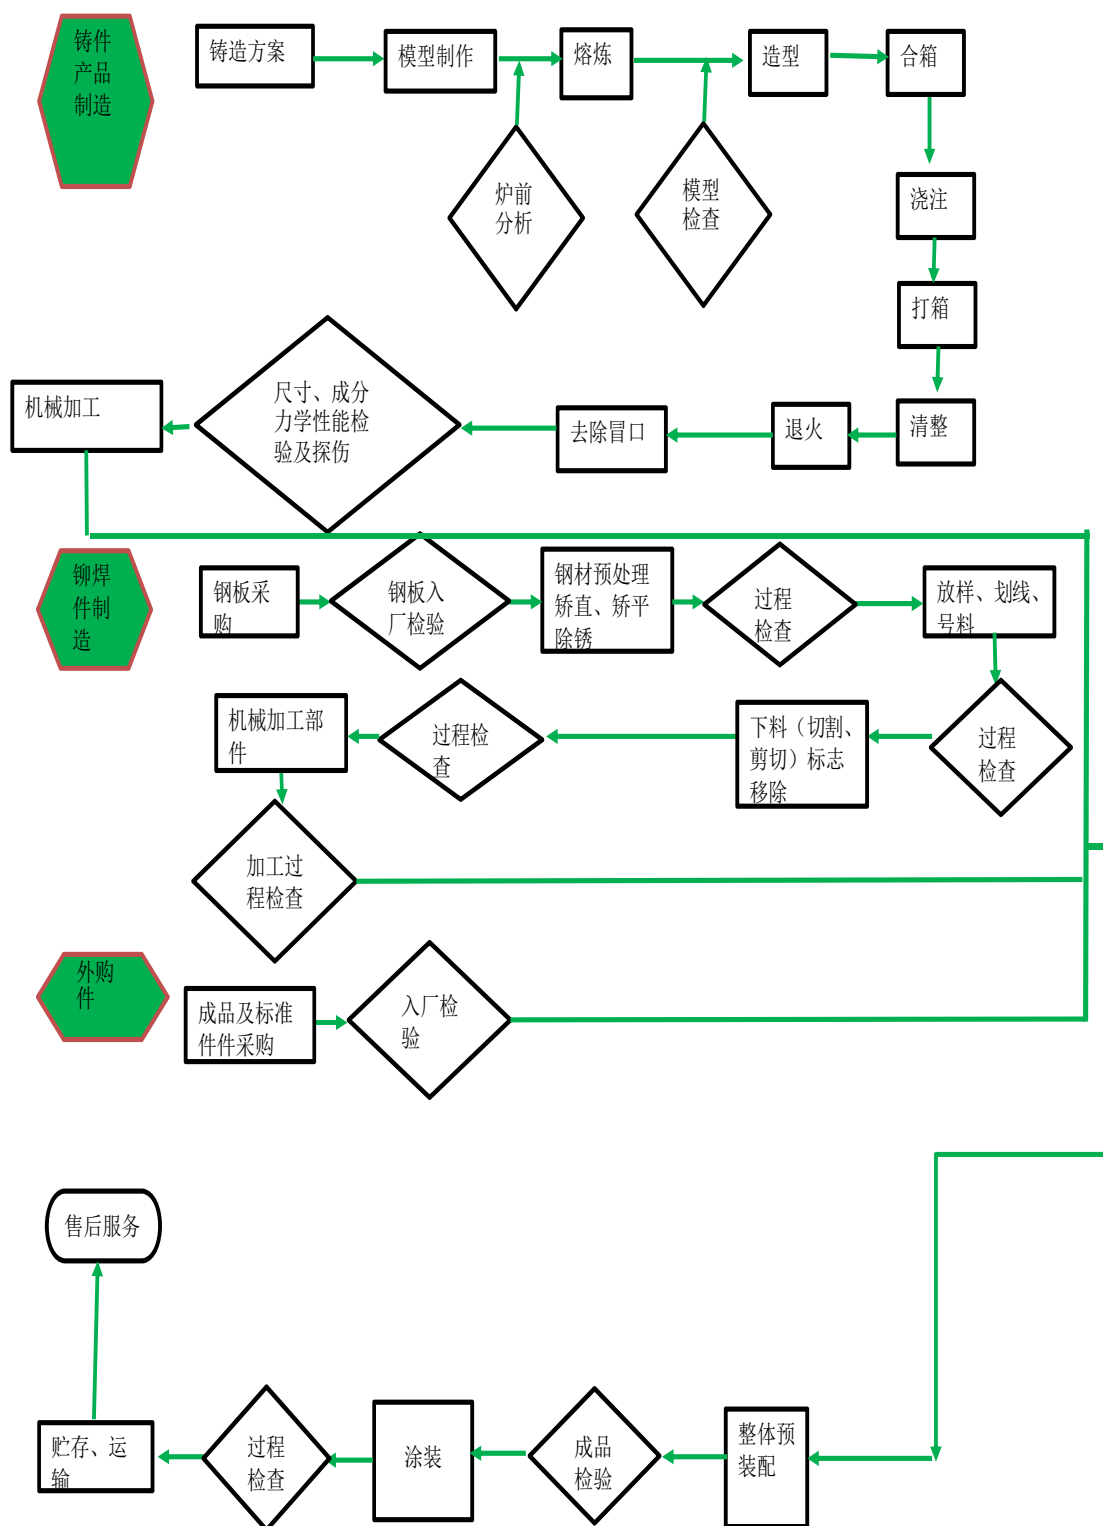 铸件
产品
制造
铸造方案
模型制作
熔炼
造型
合箱
炉前
分析
模型
检查
浇注
打箱
清整
退火
去除冒口
尺寸、成分
力学性能检
验及探伤
机械加工
铆焊
件制
造
钢板采
购
钢板入
厂检验
钢材预处理
矫直、矫平
除锈
过程
检查
放样、划线、
号料
过程
检查
下料（切割、
剪切）标志
移除
过程检
查
机械加工部
件
加工过
程检查
外购
件
成品及标准
件件采购
入厂检
验
整体预
装配
成品
检验
涂装
过程
检查
贮存、运
输
售后服务